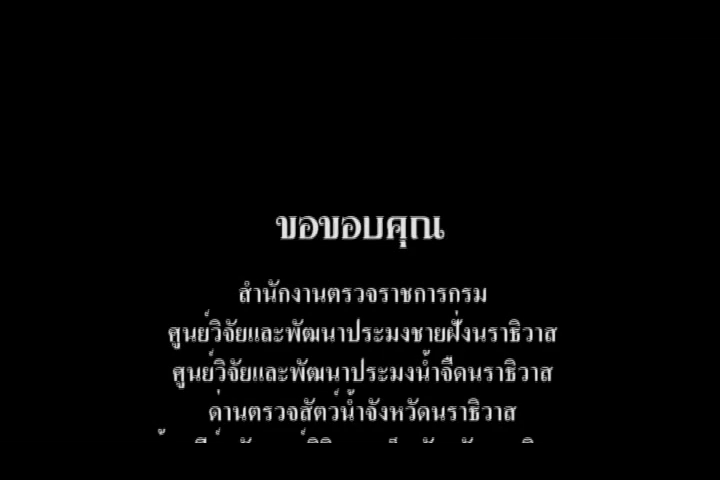 ขอขอบคุณ
สำนักงานตรวจราชการกรม
ศูนย์วิจัยและพัฒนาประมงชายฝั่งนราธิวาส
ศูนย์วิจัยและพัฒนาประมงน้ำจืดนราธิวาส
ด่านตรวจสัตว์น้ำจังหวัดนราธิวาส